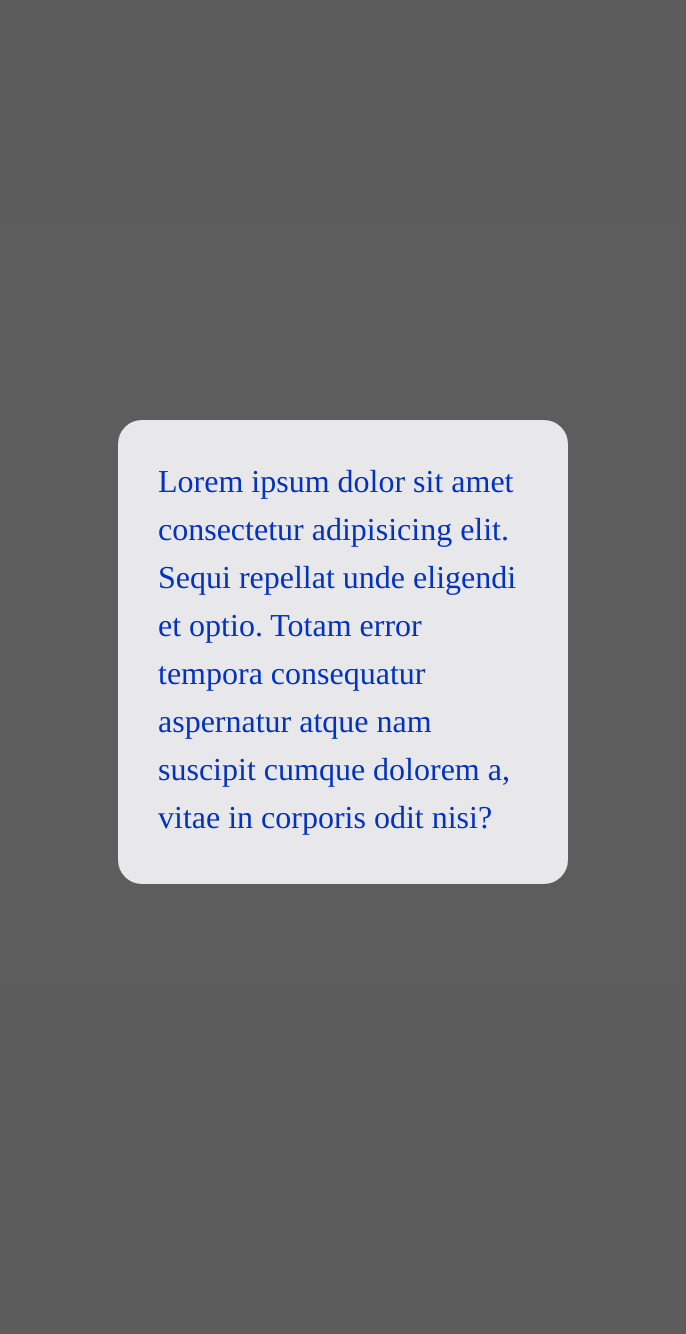 Lorem ipsum dolor sit amet
consectetur adipisicing elit.
Sequi repellat unde eligendi
et optio. Totam error
tempora consequatur
aspernatur atque nam
suscipit cumque dolorem a,
vitae in corporis odit nisi?